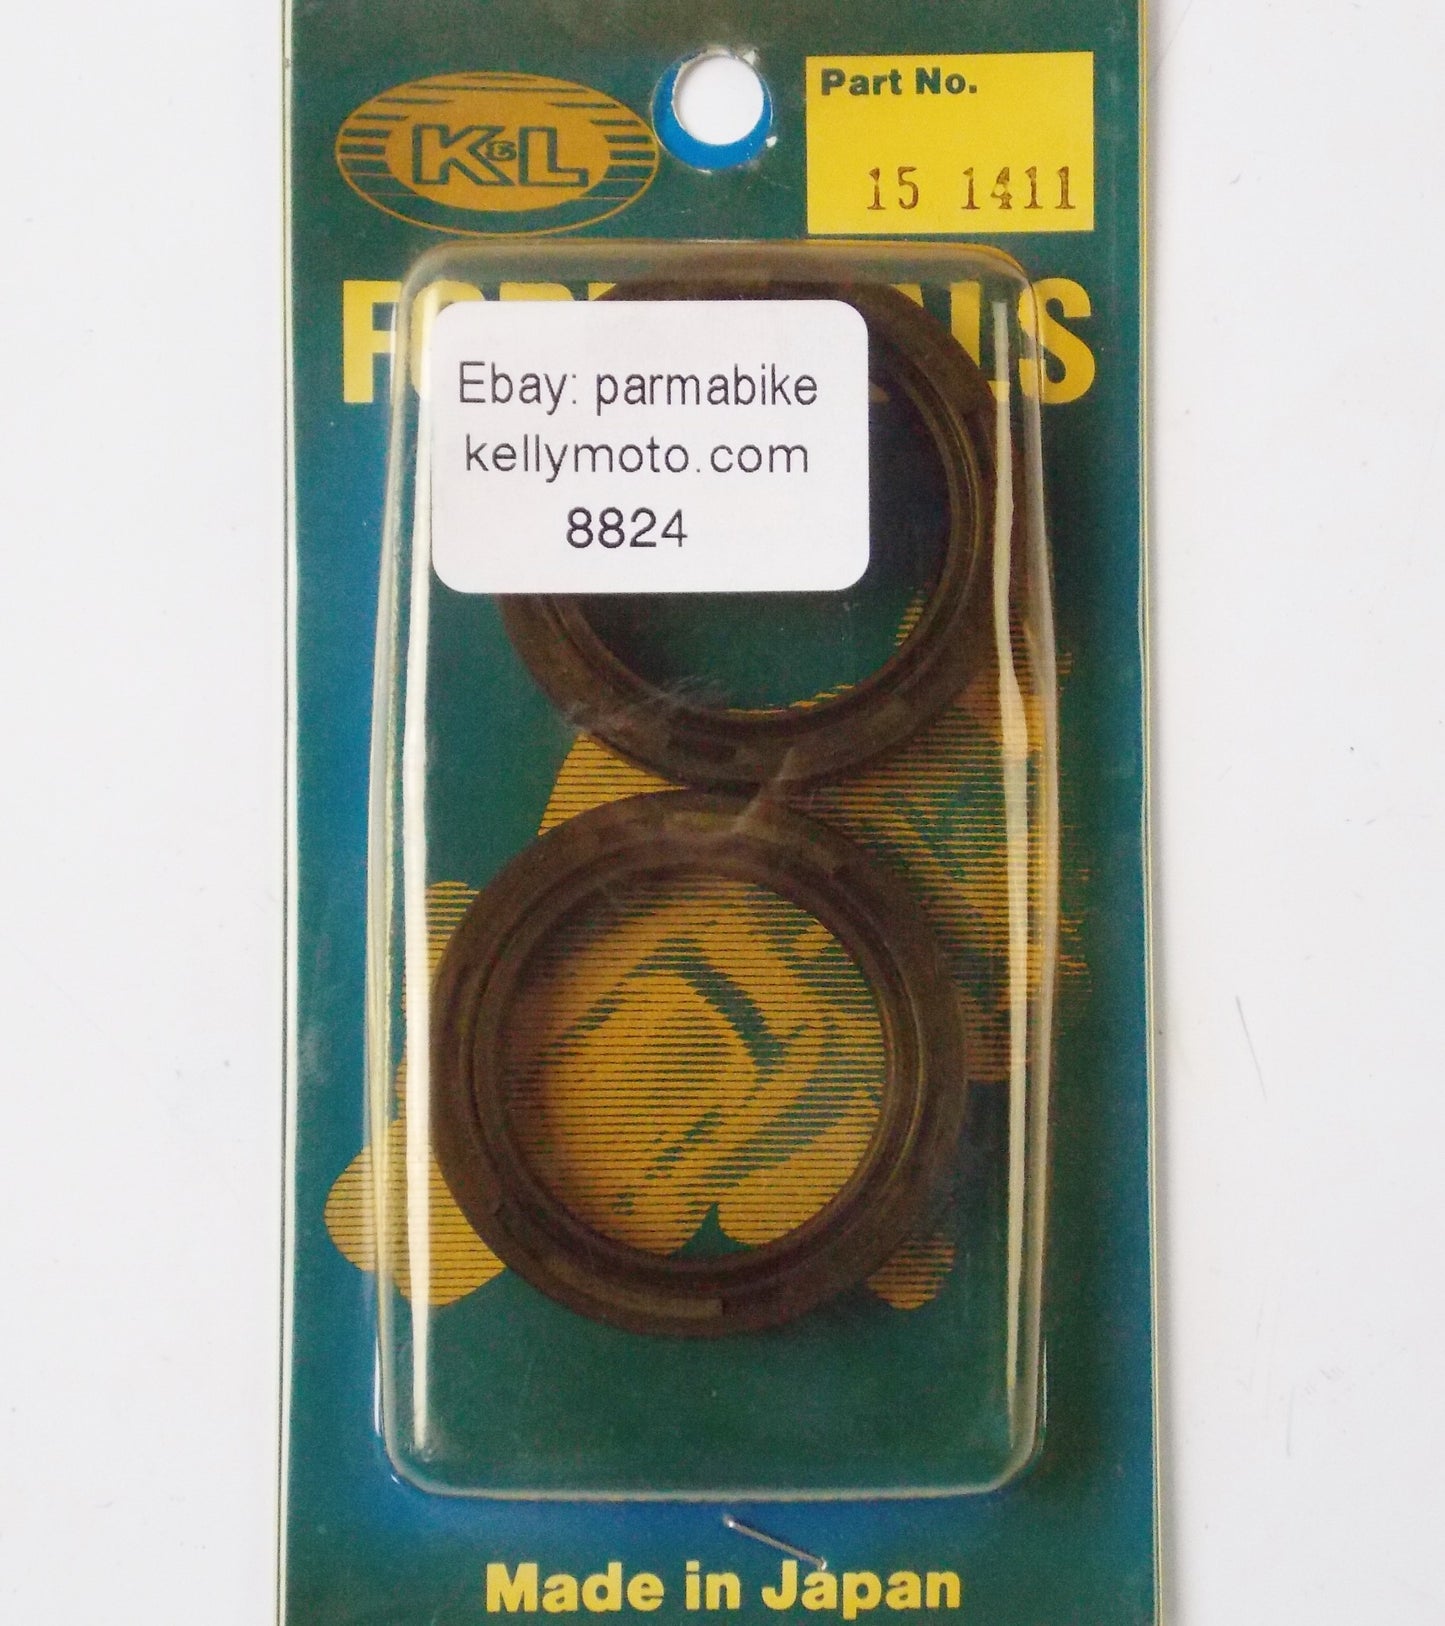 K&L
Part No.
15 1411
Ebay: parmabike
kellymoto.com
8824
Made in Japan